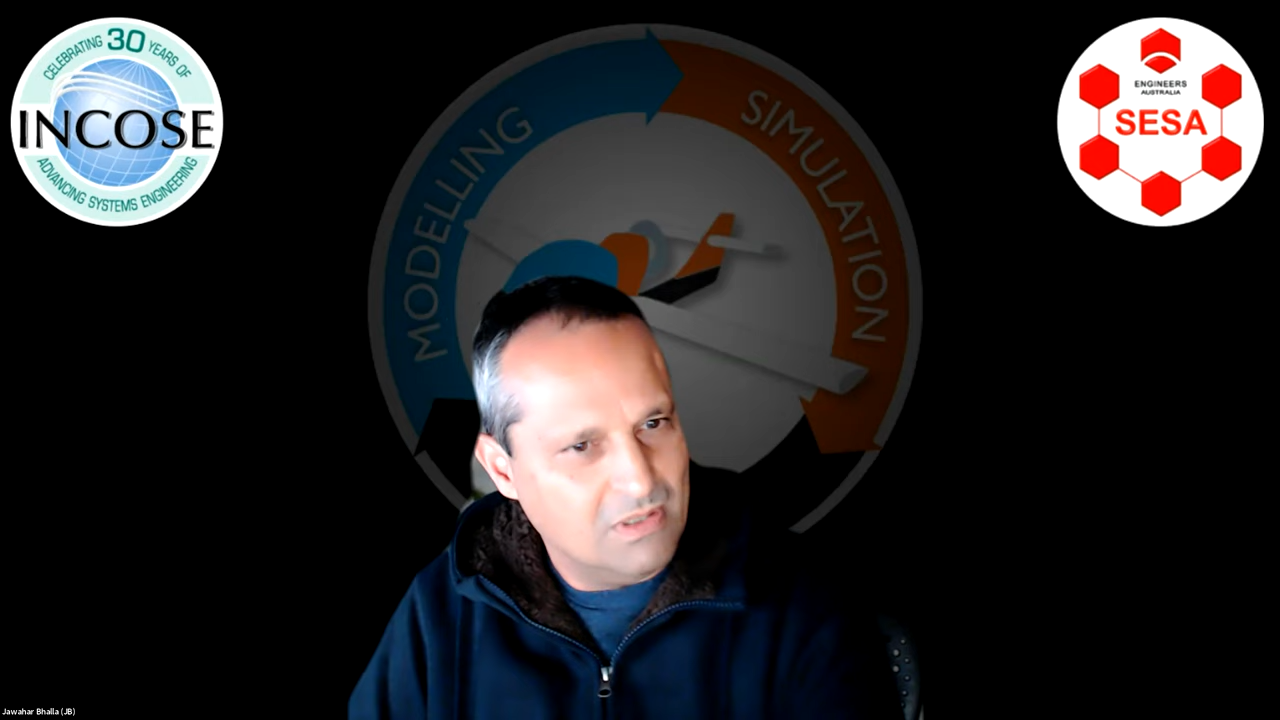 CELEBRATING 30 YEARS OF
INCOSE
ADVANCING SYSTEMS ENGINEERING
MODELLING
SIMULATION
ENGINEERS
AUSTRALIA
SESA
Jawahar Bhalla (JB)